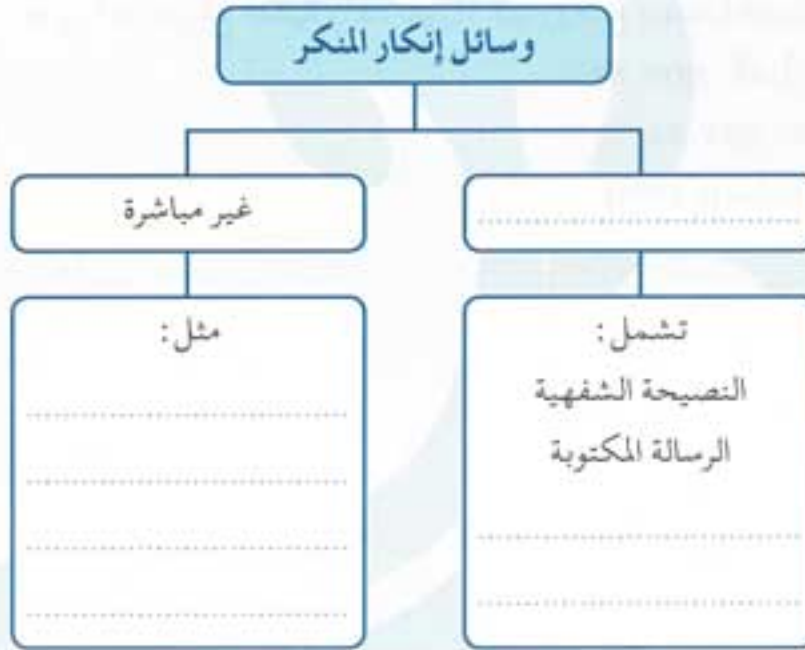 وسائل إنكار المنكر
غير مباشرة
تشمل:
النصيحة الشفهية
الرسالة المكتوبة
مثل: